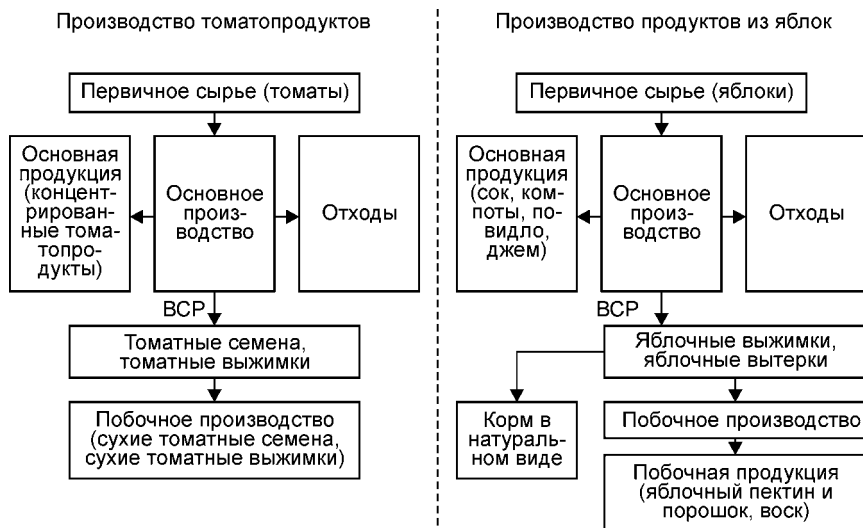 Производство томатопродуктов
Первичное сырье (томаты)
Основная
продукция
(концент-
рирован-
ные тома-
топро-
дукты)
Основное
произ-
водство
Отходы
ВСР
Томатные семена,
томатные выжимки
Побочное производство
(сухие томатные семена,
сухие томатные выжимки)
Производство продуктов из яблок
Первичное сырье (яблоки)
Основная
продукция
(сок, ком-
поты, по-
видло,
джем)
Основное
произ-
водство
Отходы
ВСР
Яблочные выжимки,
яблочные вытерки
Корм в
натураль-
ном виде
Побочное производство
Побочная продукция
(яблочный пектин и
порошок, воск)